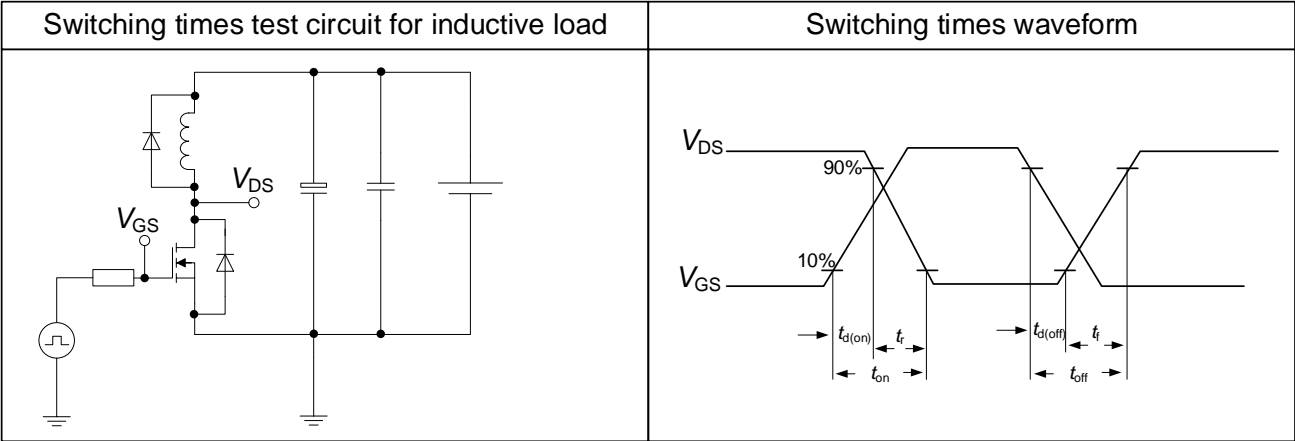 Switching times test circuit for inductive load
Switching times waveform
VDS
VGS
VDS
90%
10%
VGS
td(on)
tr
td(off)
tf
ton
toff